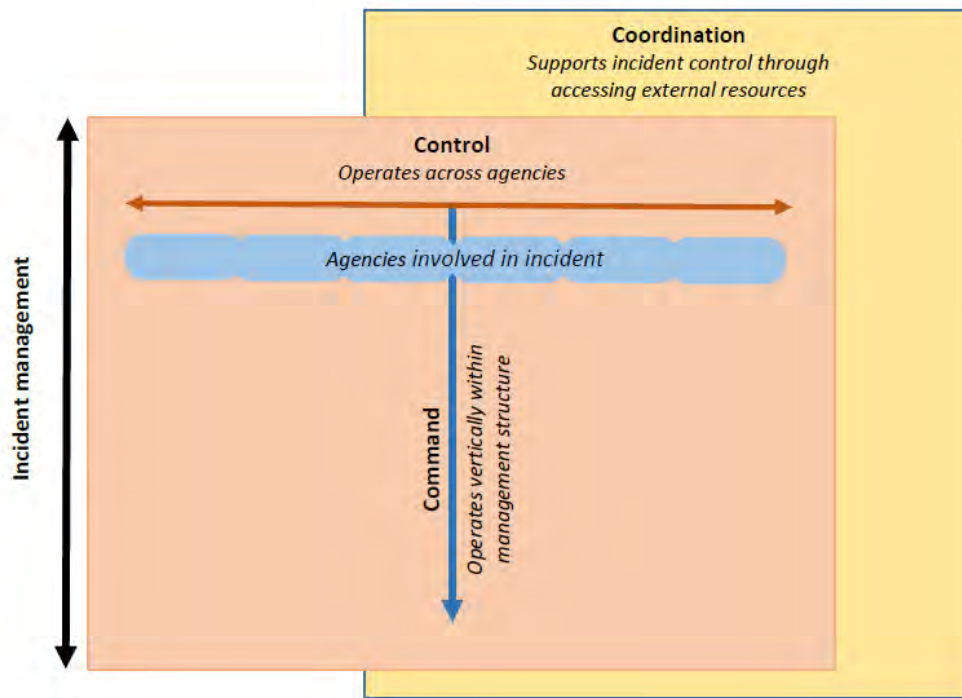 Coordination
Supports incident control through
accessing external resources
Control
Operates across agencies
Agencies involved in incident
Incident management
Command
Operates vertically within
management structure